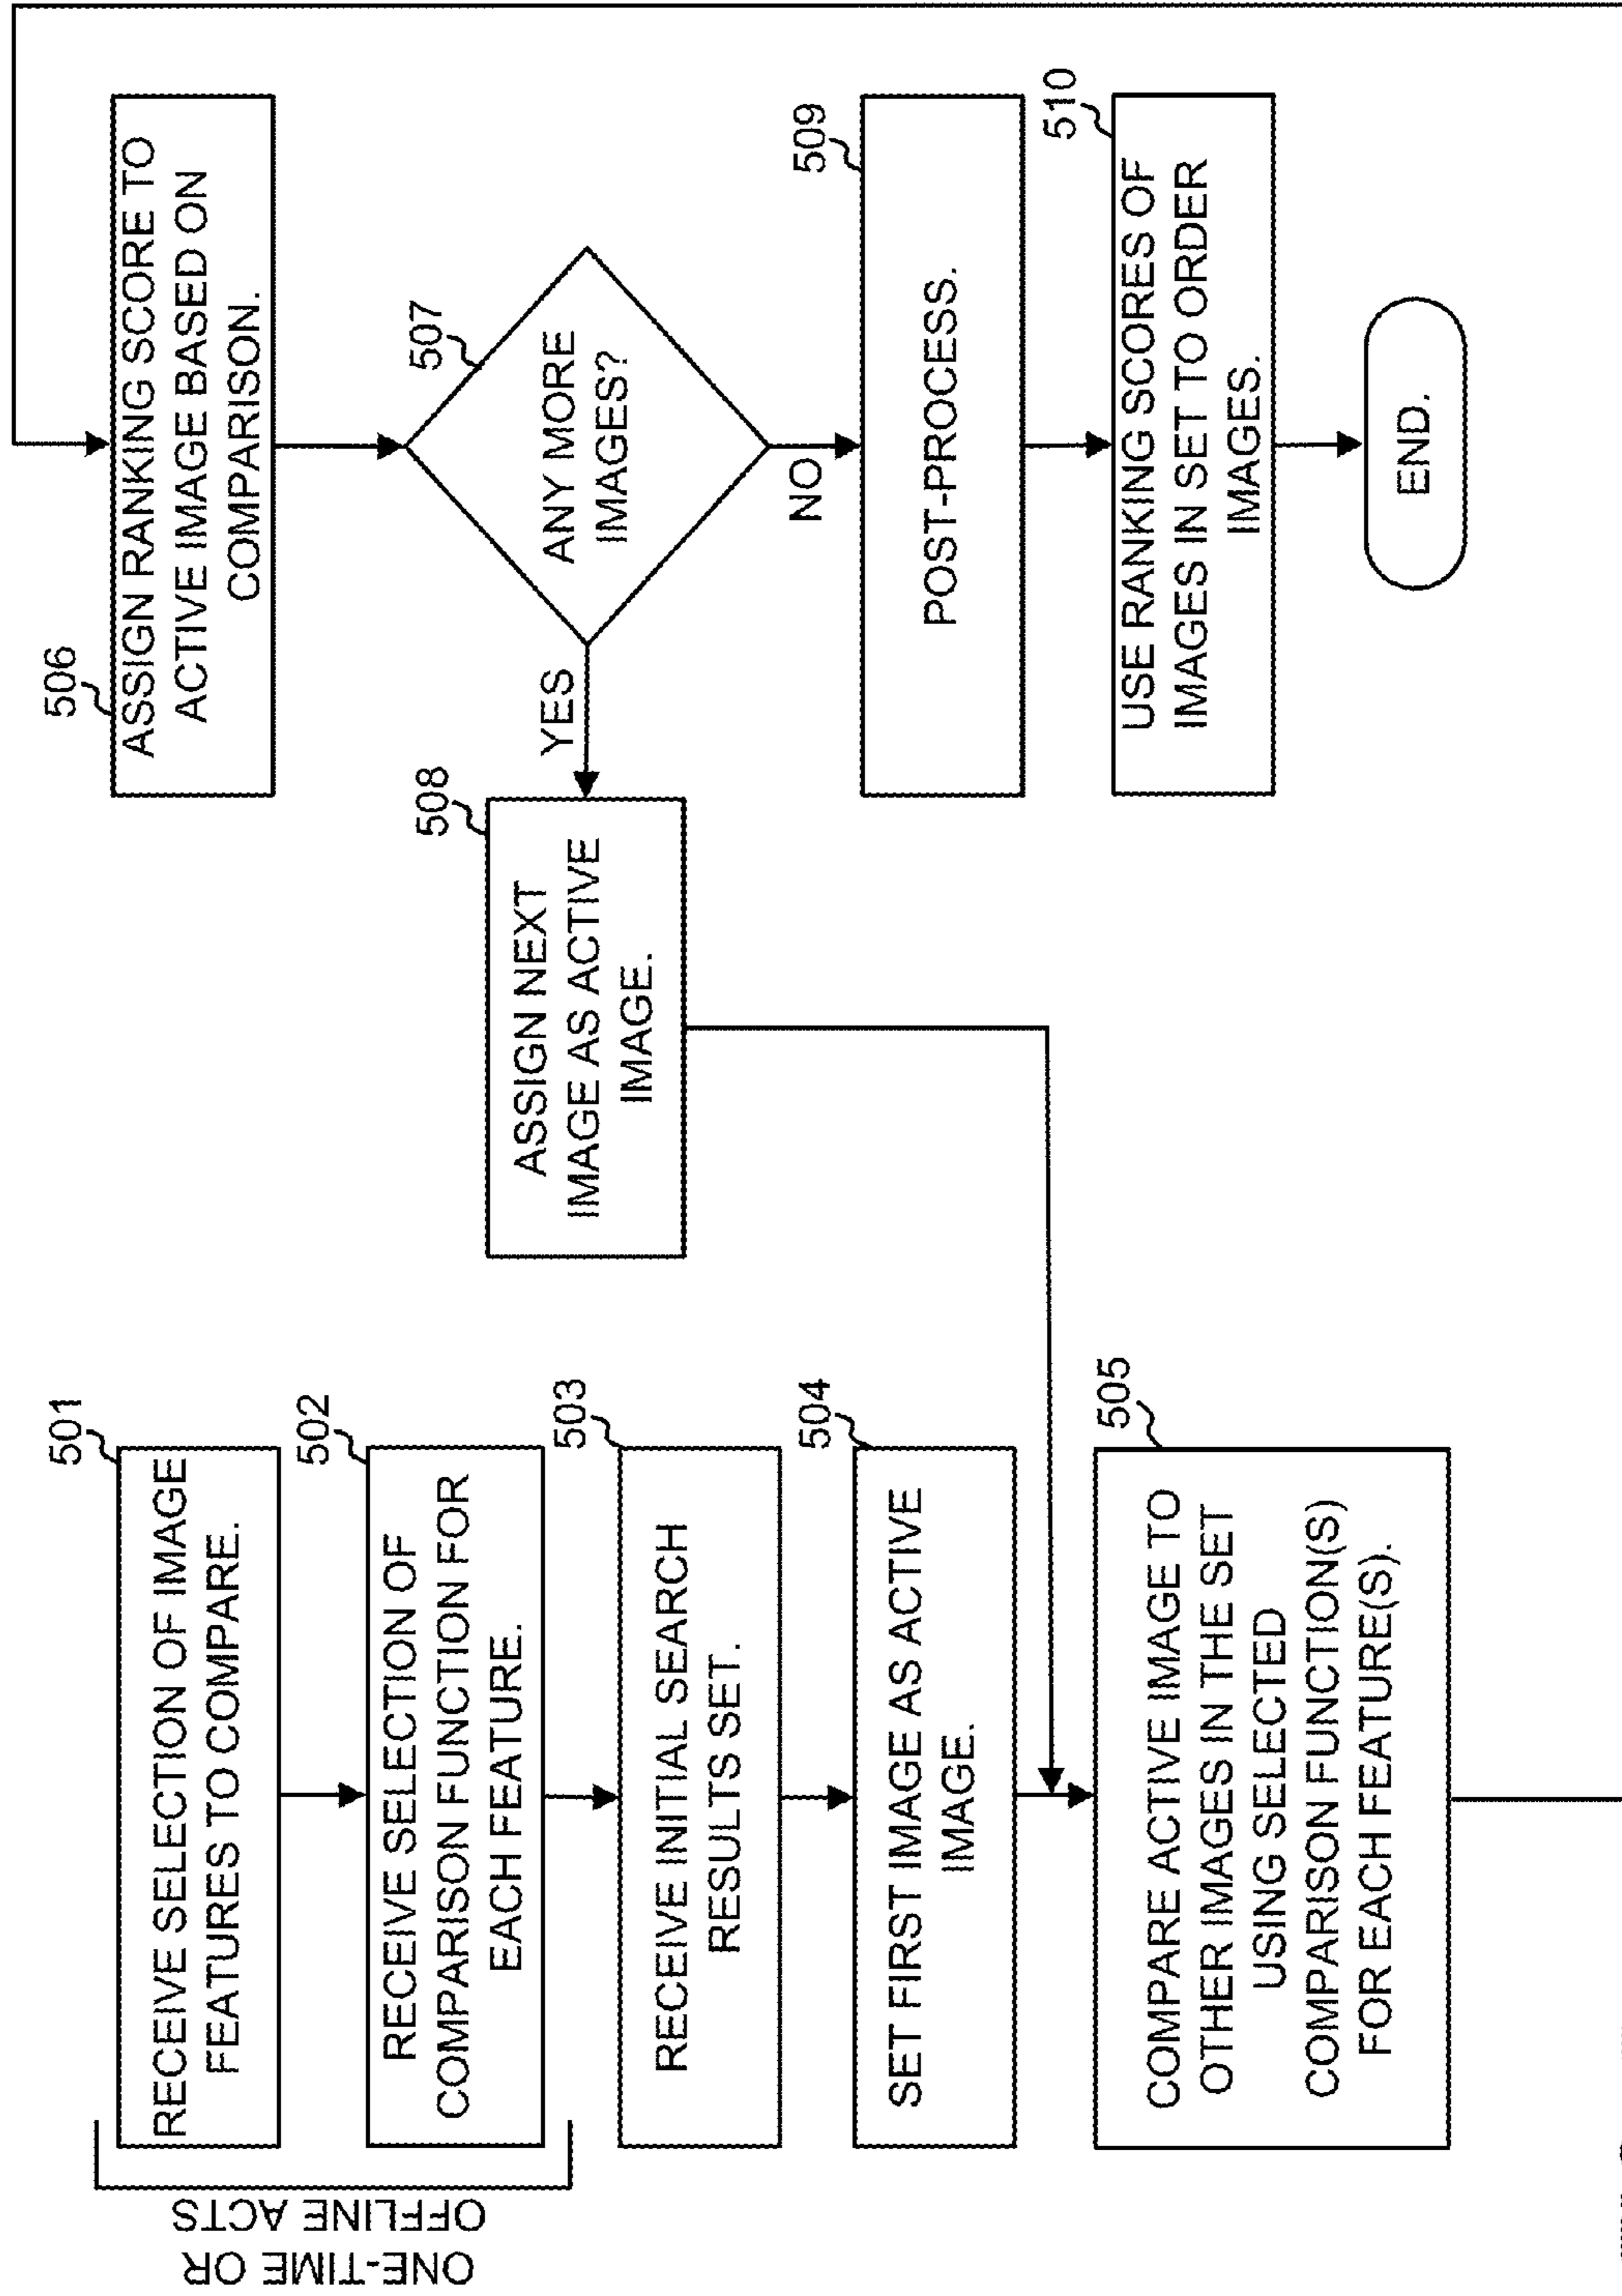 ONE-TIME OR
OFFLINE ACTS
501
RECEIVE SELECTION OF IMAGE
FEATURES TO COMPARE.
502
RECEIVE SELECTION OF
COMPARISON FUNCTION FOR
EACH FEATURE.
503
RECEIVE INITIAL SEARCH
RESULTS SET.
504
SET FIRST IMAGE AS ACTIVE
IMAGE.
505
COMPARE ACTIVE IMAGE TO
OTHER IMAGES IN THE SET
USING SELECTED
COMPARISON FUNCTION(S)
FOR EACH FEATURE(S).
506
ASSIGN RANKING SCORE TO
ACTIVE IMAGE BASED ON
COMPARISON.
507
ANY MORE
IMAGES?
YES
NO
508
ASSIGN NEXT
IMAGE AS ACTIVE
IMAGE.
509
POST-PROCESS.
510
USE RANKING SCORES OF
IMAGES IN SET TO ORDER
IMAGES.
END.